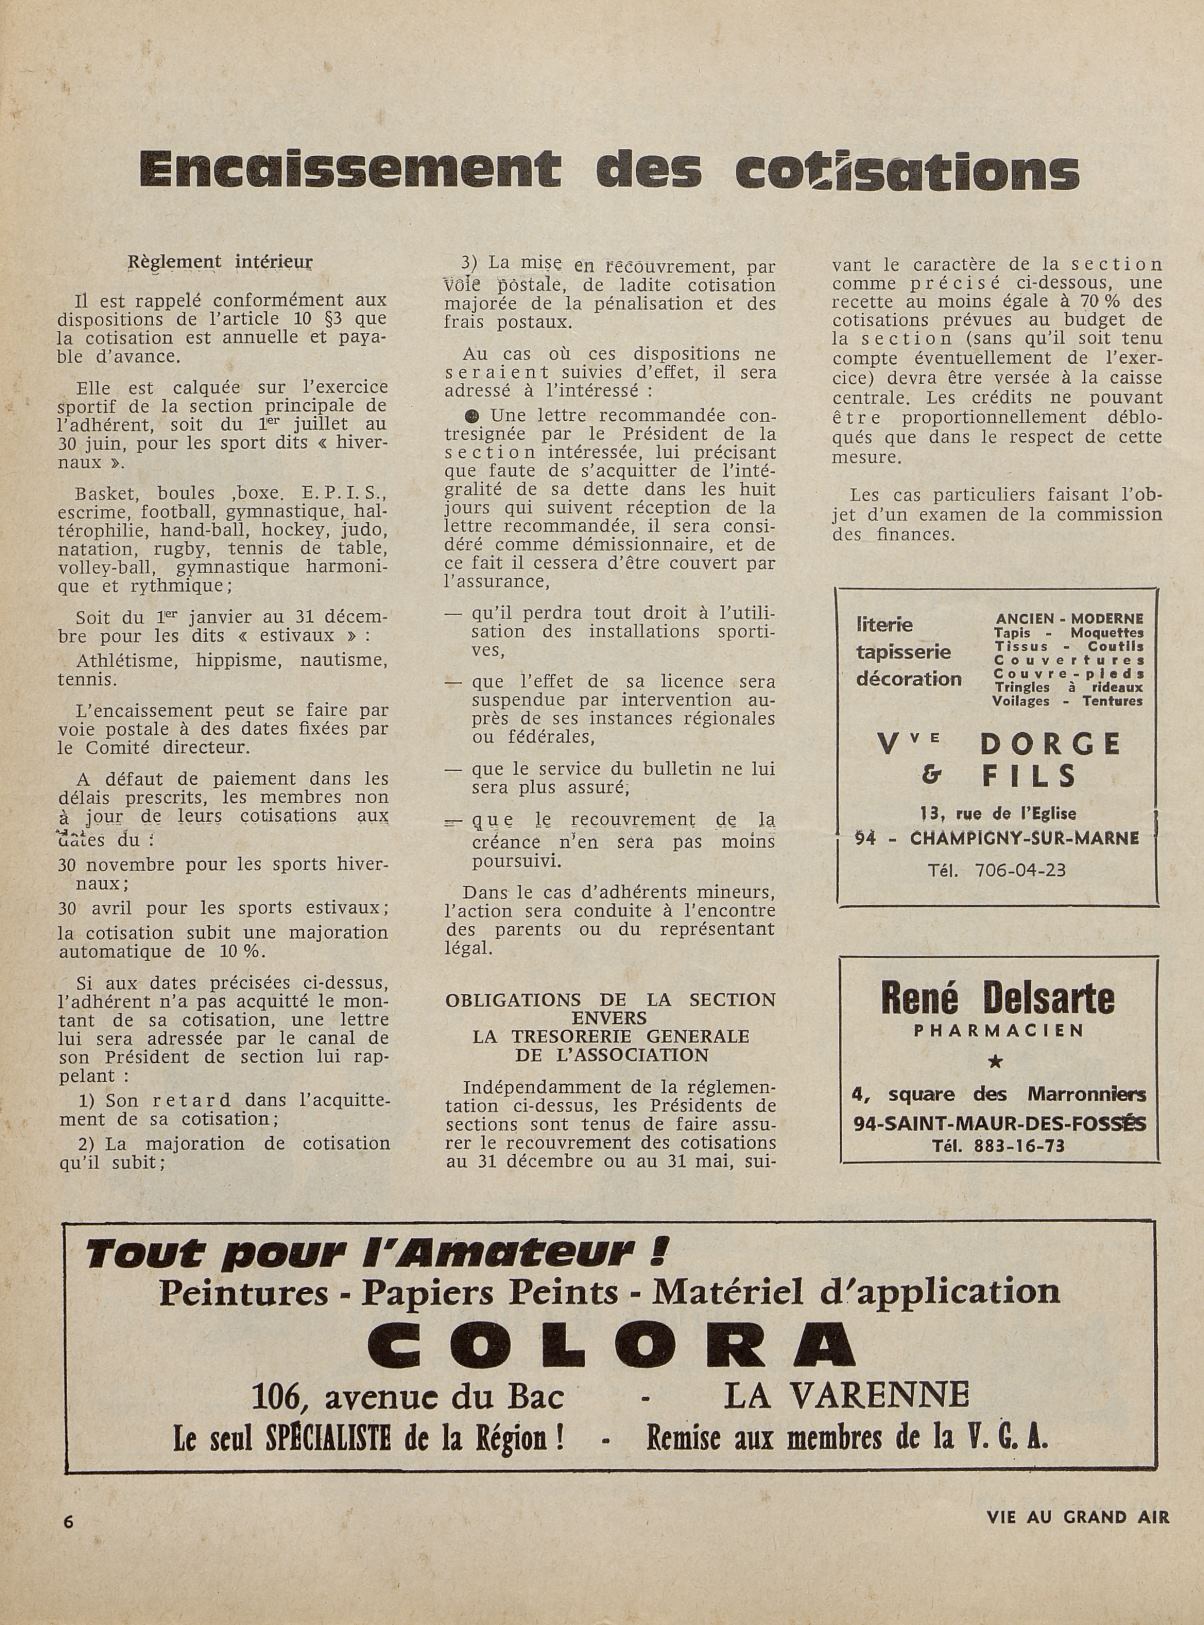 Encaissement des cotisations
Règlement intérieur
Il est rappelé conformément aux
dispositions de l'article 10 §3 que
la cotisation est annuelle et paya-
ble d'avance.
Elle est calquée sur l'exercice
sportif de la section principale de
l'adhérent, soit du 1er juillet au
30 juin, pour les sport dits « hiver-
naux ».
Basket, boules ,boxe. E.P.I.S.,
escrime, football, gymnastique, hal-
térophilie, hand-ball, hockey, judo,
natation, rugby, tennis de table,
volley-ball, gymnastique harmoni-
que et rythmique;
Soit du 1er janvier au 31 décem-
bre pour les dits « estivaux » :
Athlétisme, hippisme, nautisme,
tennis.
L'encaissement peut se faire par
voie postale à des dates fixées par
le Comité directeur.
A défaut de paiement dans les
délais prescrits, les membres non
à jour de leurs cotisations aux
dates du :
30 novembre pour les sports hiver-
naux;
30 avril pour les sports estivaux;
la cotisation subit une majoration
automatique de 10 %.
Si aux dates précisées ci-dessus,
l'adhérent n'a pas acquitté le mon-
tant de sa cotisation, une lettre
lui sera adressée par le canal de
son Président de section lui rap-
pelant :
1) Son retard dans l'acquitte-
ment de sa cotisation;
2) La majoration de cotisation
qu'il subit;
3) La mise en recouvrement, par
voie postale, de ladite cotisation
majorée de la pénalisation et des
frais postaux.
Au cas où ces dispositions ne
seraient suivies d'effet, il sera
adressé à l'intéressé :
● Une lettre recommandée con-
tresignée par le Président de la
section intéressée, lui précisant
que faute de s'acquitter de l'inté-
gralité de sa dette dans les huit
jours qui suivent réception de la
lettre recommandée, il sera consi-
déré comme démissionnaire, et de
ce fait il cessera d'être couvert par
l'assurance,
— qu'il perdra tout droit à l'utili-
sation des installations sporti-
ves,
— que l'effet de sa licence sera
suspendue par intervention au-
près de ses instances régionales
ou fédérales,
— que le service du bulletin ne lui
sera plus assuré;
— que le recouvrement de la
créance n'en sera pas moins
poursuivi.
Dans le cas d'adhérents mineurs,
l'action sera conduite à l'encontre
des parents ou du représentant
légal.
OBLIGATIONS DE LA SECTION
ENVERS
LA TRESORERIE GENERALE
DE L'ASSOCIATION
Indépendamment de la réglemen-
tation ci-dessus, les Présidents de
sections sont tenus de faire assu-
rer le recouvrement des cotisations
au 31 décembre ou au 31 mai, sui-
vant le caractère de la section
comme précisé ci-dessous, une
recette au moins égale à 70 % des
cotisations prévues au budget de
la section (sans qu'il soit tenu
compte éventuellement de l'exer-
cice) devra être versée à la caisse
centrale. Les crédits ne pouvant
être proportionnellement déblo-
qués que dans le respect de cette
mesure.
Les cas particuliers faisant l'ob-
jet d'un examen de la commission
des finances.
literie
tapisserie
décoration
ANCIEN - MODERNE
Tapis - Moquettes
Tissus - Coutils
Couvertures
Couvre-pieds
Tringles à rideaux
Voilages - Tentures
VVE DORGE
& FILS
13, rue de l'Eglise
94 - CHAMPIGNY-SUR-MARNE
Tél. 706-04-23
René Delsarte
PHARMACIEN
★
4, square des Marronniers
94-SAINT-MAUR-DES-FOSSÉS
Tél. 883-16-73
Tout pour l'Amateur !
Peintures - Papiers Peints - Matériel d'application
COLORA
106, avenue du Bac - LA VARENNE
Le seul SPÉCIALISTE de la Région ! - Remise aux membres de la V. G. A.
6
VIE AU GRAND AIR